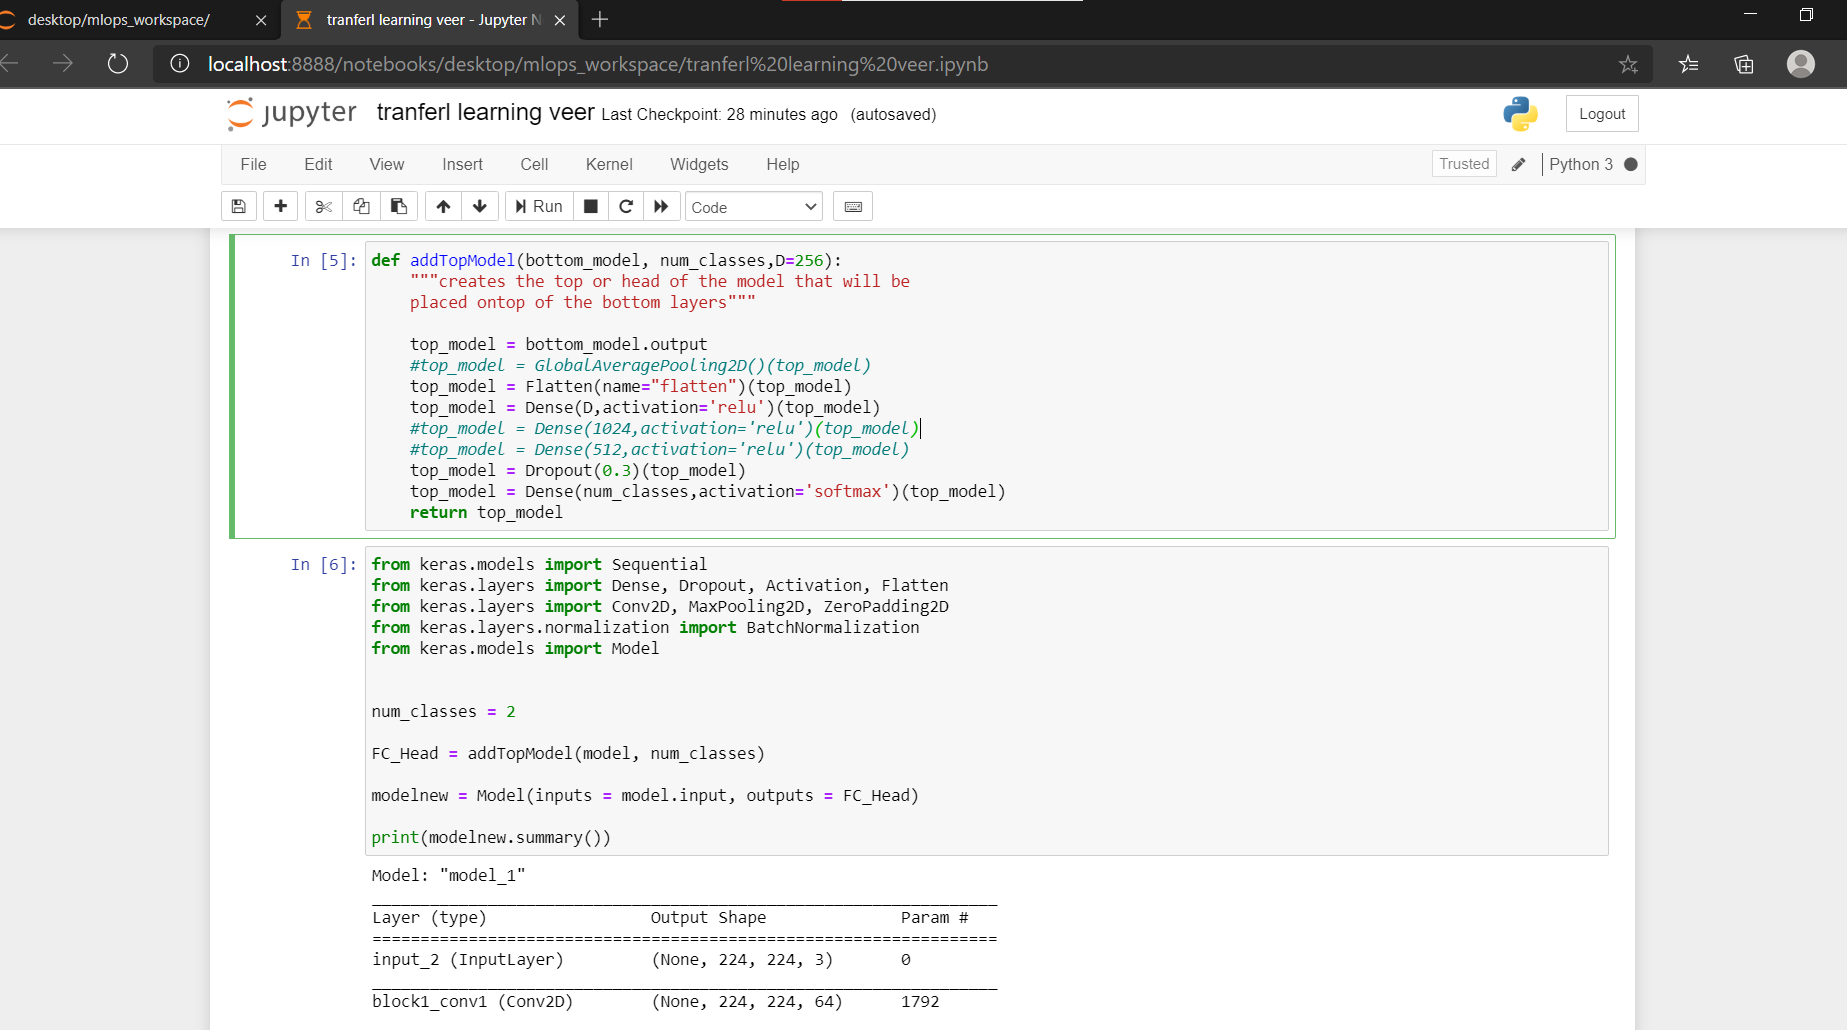 desktop/mlops_workspace/
tranferl learning veer - Jupyter N
localhost:8888/notebooks/desktop/mlops_workspace/tranferl%20learning%20veer.ipynb
jupyter tranferl learning veer Last Checkpoint: 28 minutes ago (autosaved)
Logout
File Edit View Insert Cell Kernel Widgets Help
Trusted Python 3
Run Code
In [5]: def addTopModel(bottom_model, num_classes,D=256):
"""creates the top or head of the model that will be
placed ontop of the bottom layers"""
top_model = bottom_model.output
#top_model = GlobalAveragePooling2D()(top_model)
top_model = Flatten(name="flatten")(top_model)
top_model = Dense(D,activation='relu')(top_model)
#top_model = Dense(1024,activation='relu')(top_model)
#top_model = Dense(512,activation='relu')(top_model)
top_model = Dropout(0.3)(top_model)
top_model = Dense(num_classes,activation='softmax')(top_model)
return top_model
In [6]: from keras.models import Sequential
from keras.layers import Dense, Dropout, Activation, Flatten
from keras.layers import Conv2D, MaxPooling2D, ZeroPadding2D
from keras.layers.normalization import BatchNormalization
from keras.models import Model
num_classes = 2
FC_Head = addTopModel(model, num_classes)
modelnew = Model(inputs = model.input, outputs = FC_Head)
print(modelnew.summary())
Model: "model_1"
_________________________________________________________________
Layer (type) Output Shape Param #
=================================================================
input_2 (InputLayer) (None, 224, 224, 3) 0
_________________________________________________________________
block1_conv1 (Conv2D) (None, 224, 224, 64) 1792